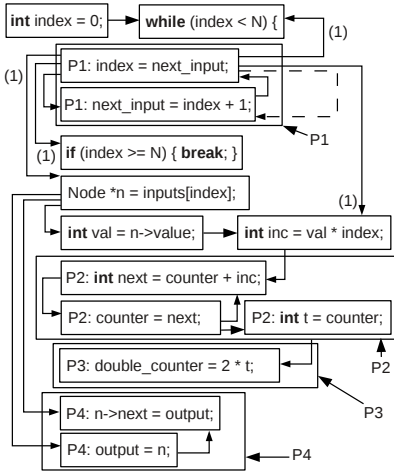 int index = 0; while (index < N) {
(1)
P1: index = next_input;
(1)
P1: next_input = index + 1;
P1
(1) if (index >= N) { break; }
Node *n = inputs[index];
(1)
int val = n->value; int inc = val * index;
P2: int next = counter + inc;
P2: counter = next; P2: int t = counter;
P2
P3: double_counter = 2 * t;
P3
P4: n->next = output;
P4: output = n;
P4